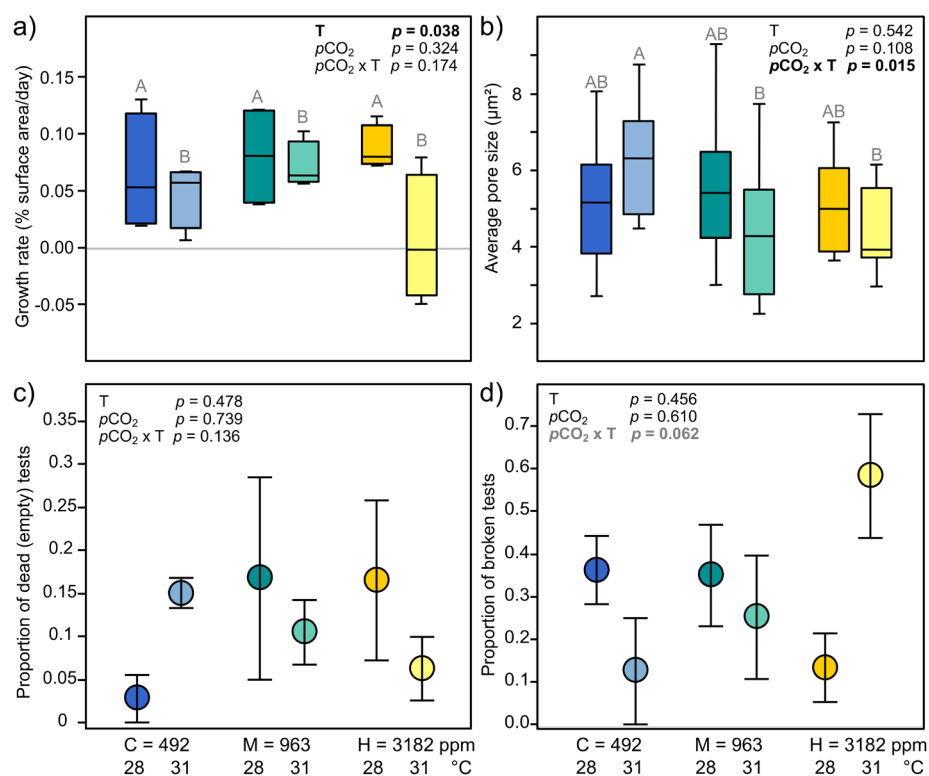 a)
T p = 0.038
pCO₂ p = 0.324
pCO₂ x T p = 0.174
Growth rate (% surface area/day)
0.15
0.10
0.05
0.00
-0.05
A
B
A
B
A
B
b)
T p = 0.542
pCO₂ p = 0.108
pCO₂ x T p = 0.015
Average pore size (µm²)
8
6
4
2
AB
A
AB
B
AB
B
c)
T p = 0.478
pCO₂ p = 0.739
pCO₂ x T p = 0.136
Proportion of dead (empty) tests
0.35
0.3
0.25
0.2
0.15
0.1
0.05
0
C = 492 M = 963 H = 3182 ppm
28 31 28 31 28 31 °C
d)
T p = 0.456
pCO₂ p = 0.610
pCO₂ x T p = 0.062
Proportion of broken tests
0.7
0.6
0.4
0.3
0.2
0.1
0.0
C = 492 M = 963 H = 3182 ppm
28 31 28 31 28 31 °C